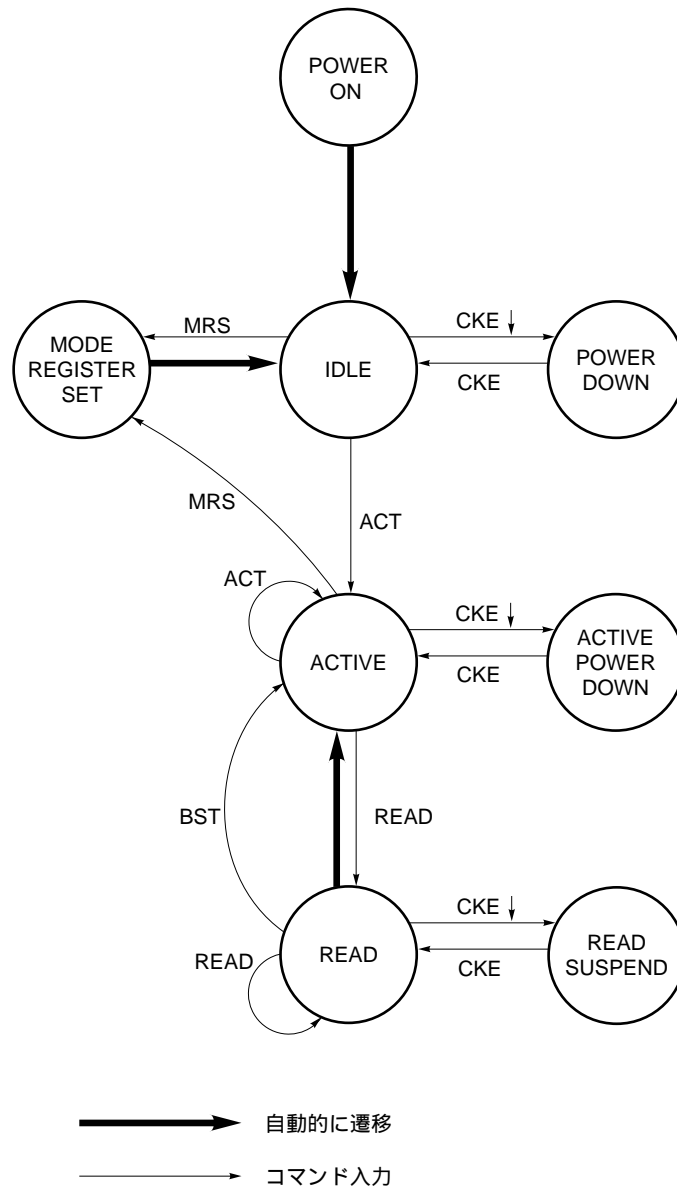 POWER
ON
MRS
CKE ↓
MODE
REGISTER
SET
IDLE
POWER
DOWN
CKE
MRS
ACT
ACT
CKE ↓
ACTIVE
ACTIVE
POWER
DOWN
CKE
BST
READ
CKE ↓
READ
READ
READ
SUSPEND
CKE
自動的に遷移
コマンド入力